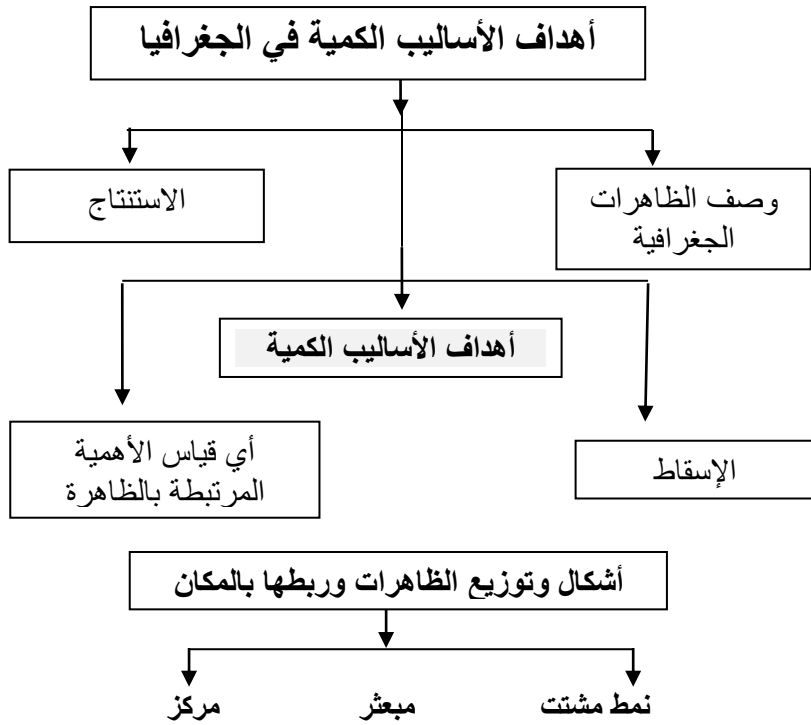 أهداف الأساليب الكمية في الجغرافيا
وصف الظاهرات
الجغرافية
الاستنتاج
أهداف الأساليب الكمية
الإسقاط
أي قياس الأهمية
المرتبطة بالظاهرة
أشكال وتوزيع الظاهرات وربطها بالمكان
نمط مشتت
مبعثر
مركز